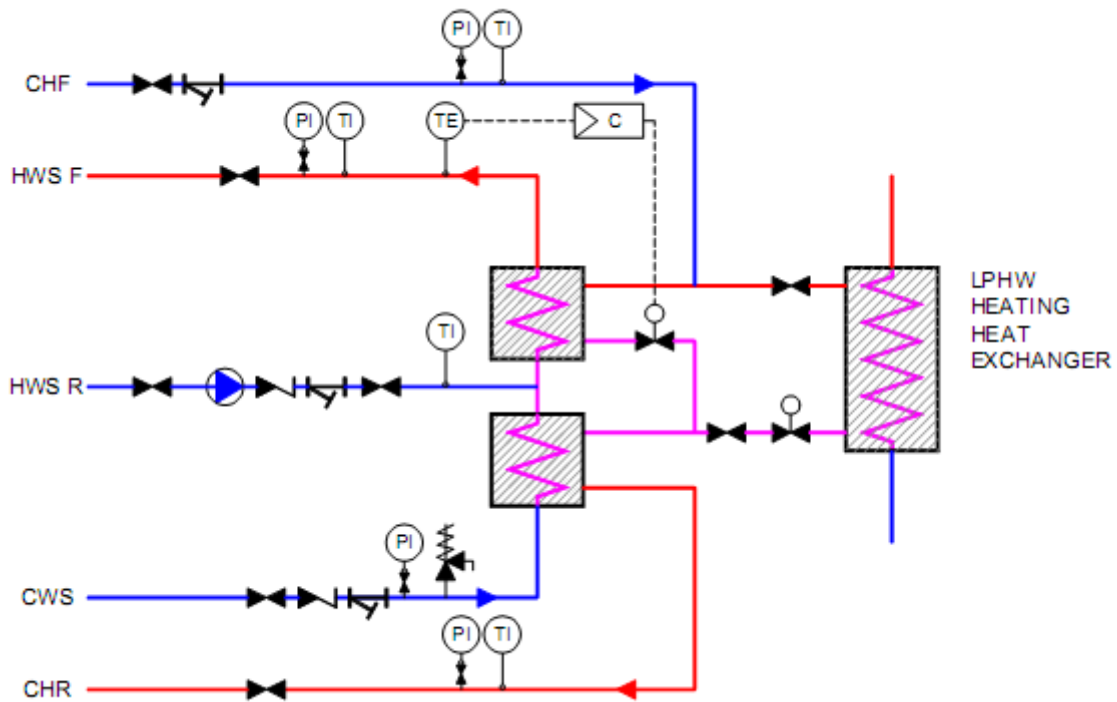 PI TI
CHF
PI TI TE C
HWS F
LPHW
HEATING
HEAT
EXCHANGER
TI
HWS R
PI
CWS
PI TI
CHR